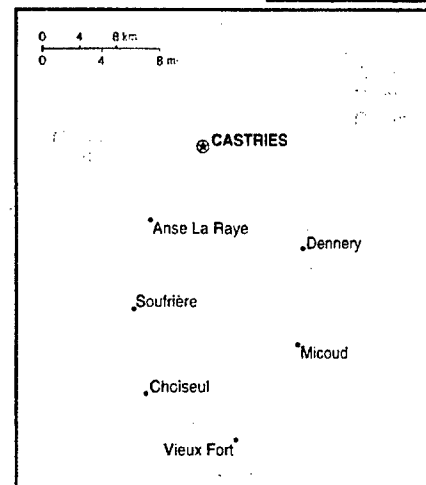 0 4 8 km
0 4 8 m
CASTRIES
Anse La Raye
Dennery
Soufrière
Micoud
Chciseul
Vieux Fort